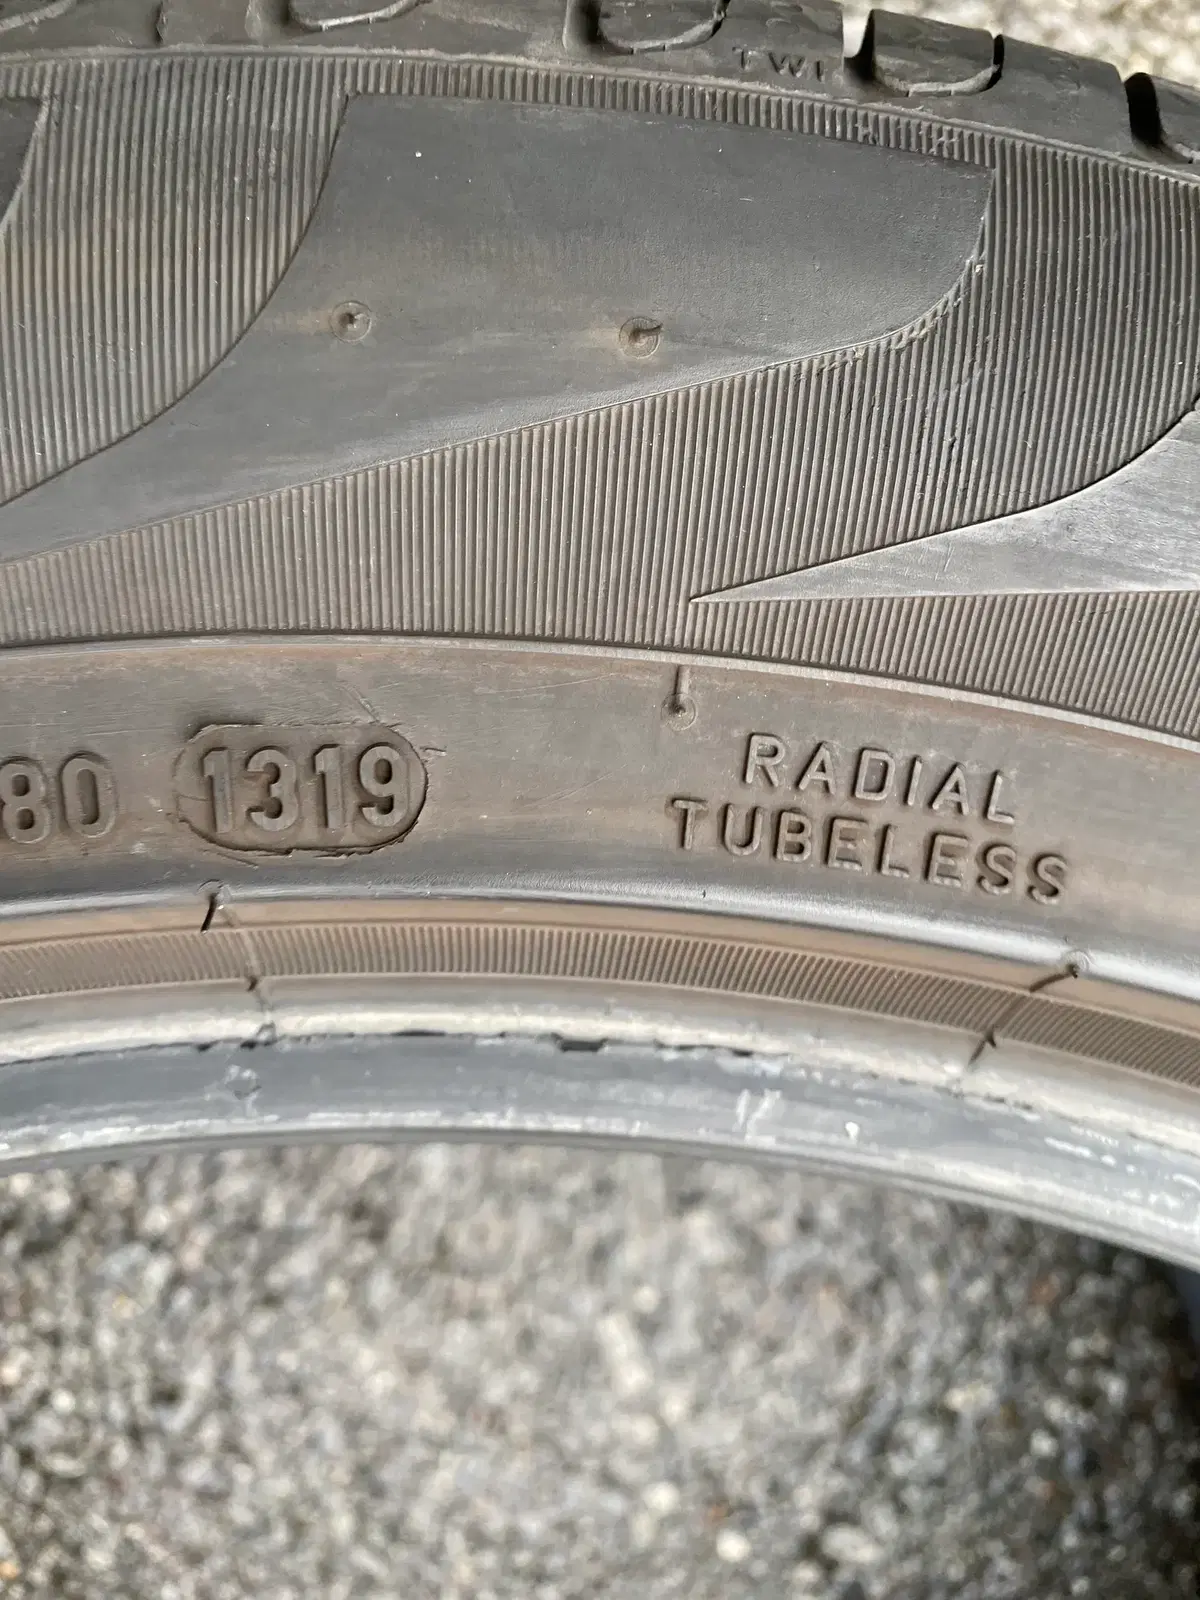 TWI
80 1319
RADIAL
TUBELESS